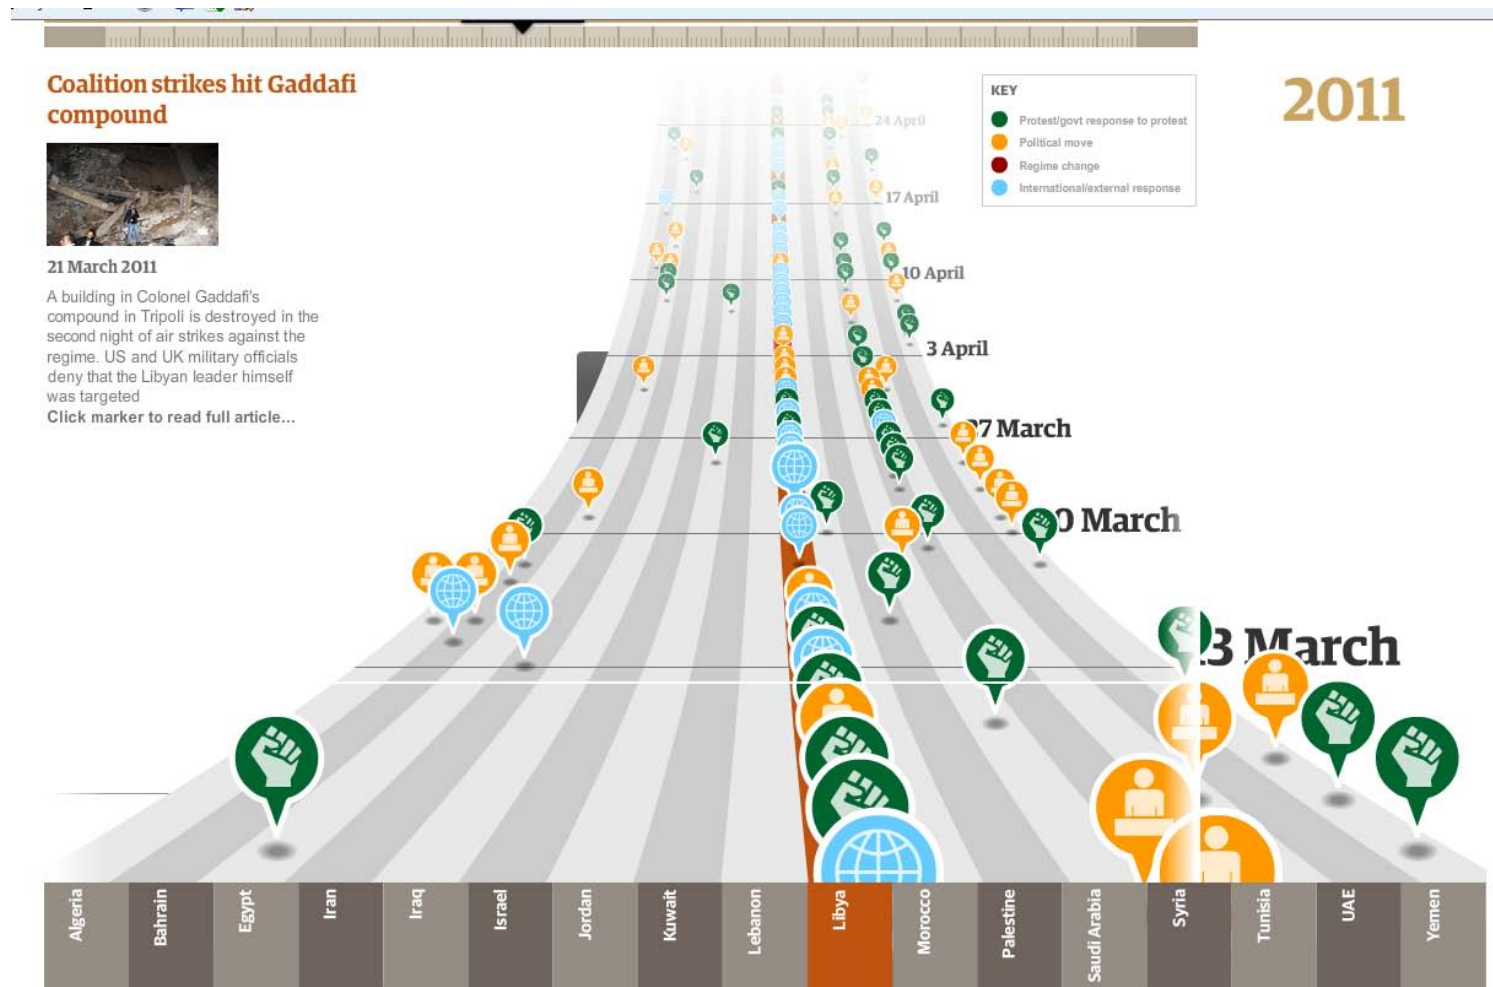 Coalition strikes hit Gaddafi
compound
21 March 2011
A building in Colonel Gaddafi's
compound in Tripoli is destroyed in the
second night of air strikes against the
regime. US and UK military officials
deny that the Libyan leader himself
was targeted
Click marker to read full article...
KEY
Protest/govt response to protest
Political move
Regime change
International/external response
2011
24 April
17 April
10 April
3 April
7 March
0 March
3 March
Algeria
Bahrain
Egypt
Iran
Iraq
Israel
Jordan
Kuwait
Lebanon
Libya
Morocco
Palestine
Saudi Arabia
Syria
Tunisia
UAE
Yemen